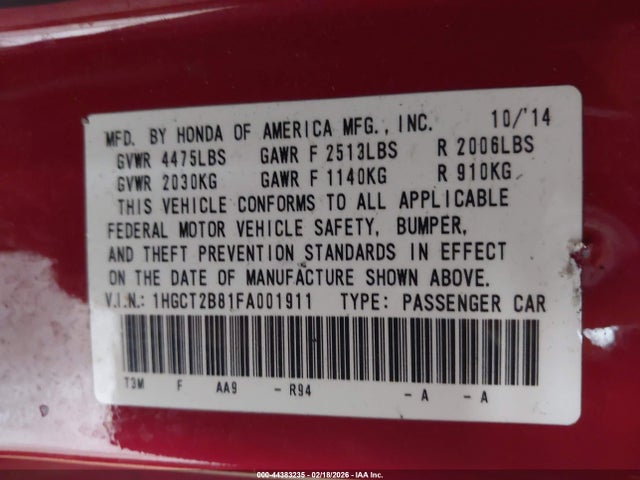 MFD. BY HONDA OF AMERICA MFG., INC. 10/'14
GVWR 4475LBS GAWR F 2513LBS R 2006LBS
GVWR 2030KG GAWR F 1140KG R 910KG
THIS VEHICLE CONFORMS TO ALL APPLICABLE
FEDERAL MOTOR VEHICLE SAFETY, BUMPER,
AND THEFT PREVENTION STANDARDS IN EFFECT
ON THE DATE OF MANUFACTURE SHOWN ABOVE.
V.I.N.: 1HGCT2B81FA001911 TYPE: PASSENGER CAR
T3M F AA9 - R94 - A - A
000-44383235 - 02/18/2026 - IAA Inc.